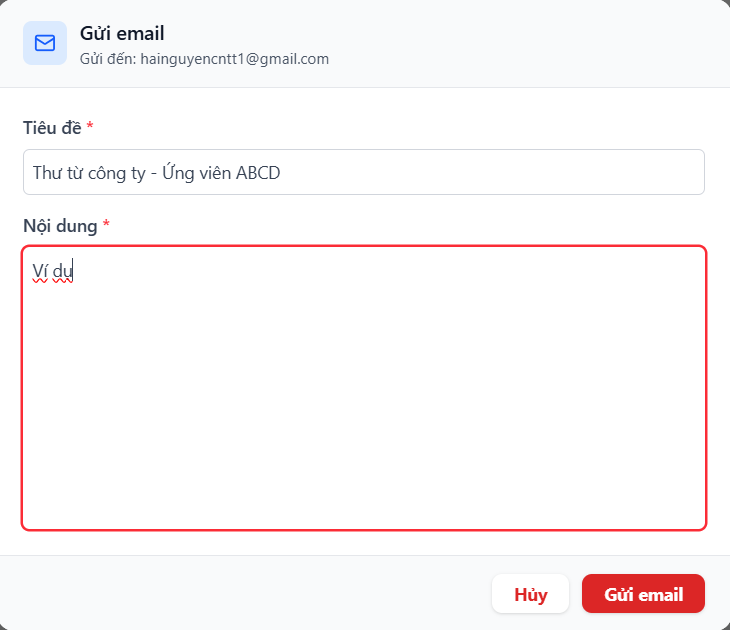 Gửi email
Gửi đến: hainguyencntt1@gmail.com
Tiêu đề *
Thư từ công ty - Ứng viên ABCD
Nội dung *
Ví dụ
Hủy
Gửi email